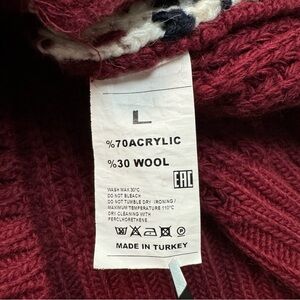 L
%70ACRYLIC
%30 WOOL
EAC
WASH MAX 30°C
DO NOT BLEACH
DO NOT TUMBLE DRY IRONING /
MAXIMUM TEMPERATURE 110°C
DRY CLEANING WITH
PERCLHORETHENE
MADE IN TURKEY